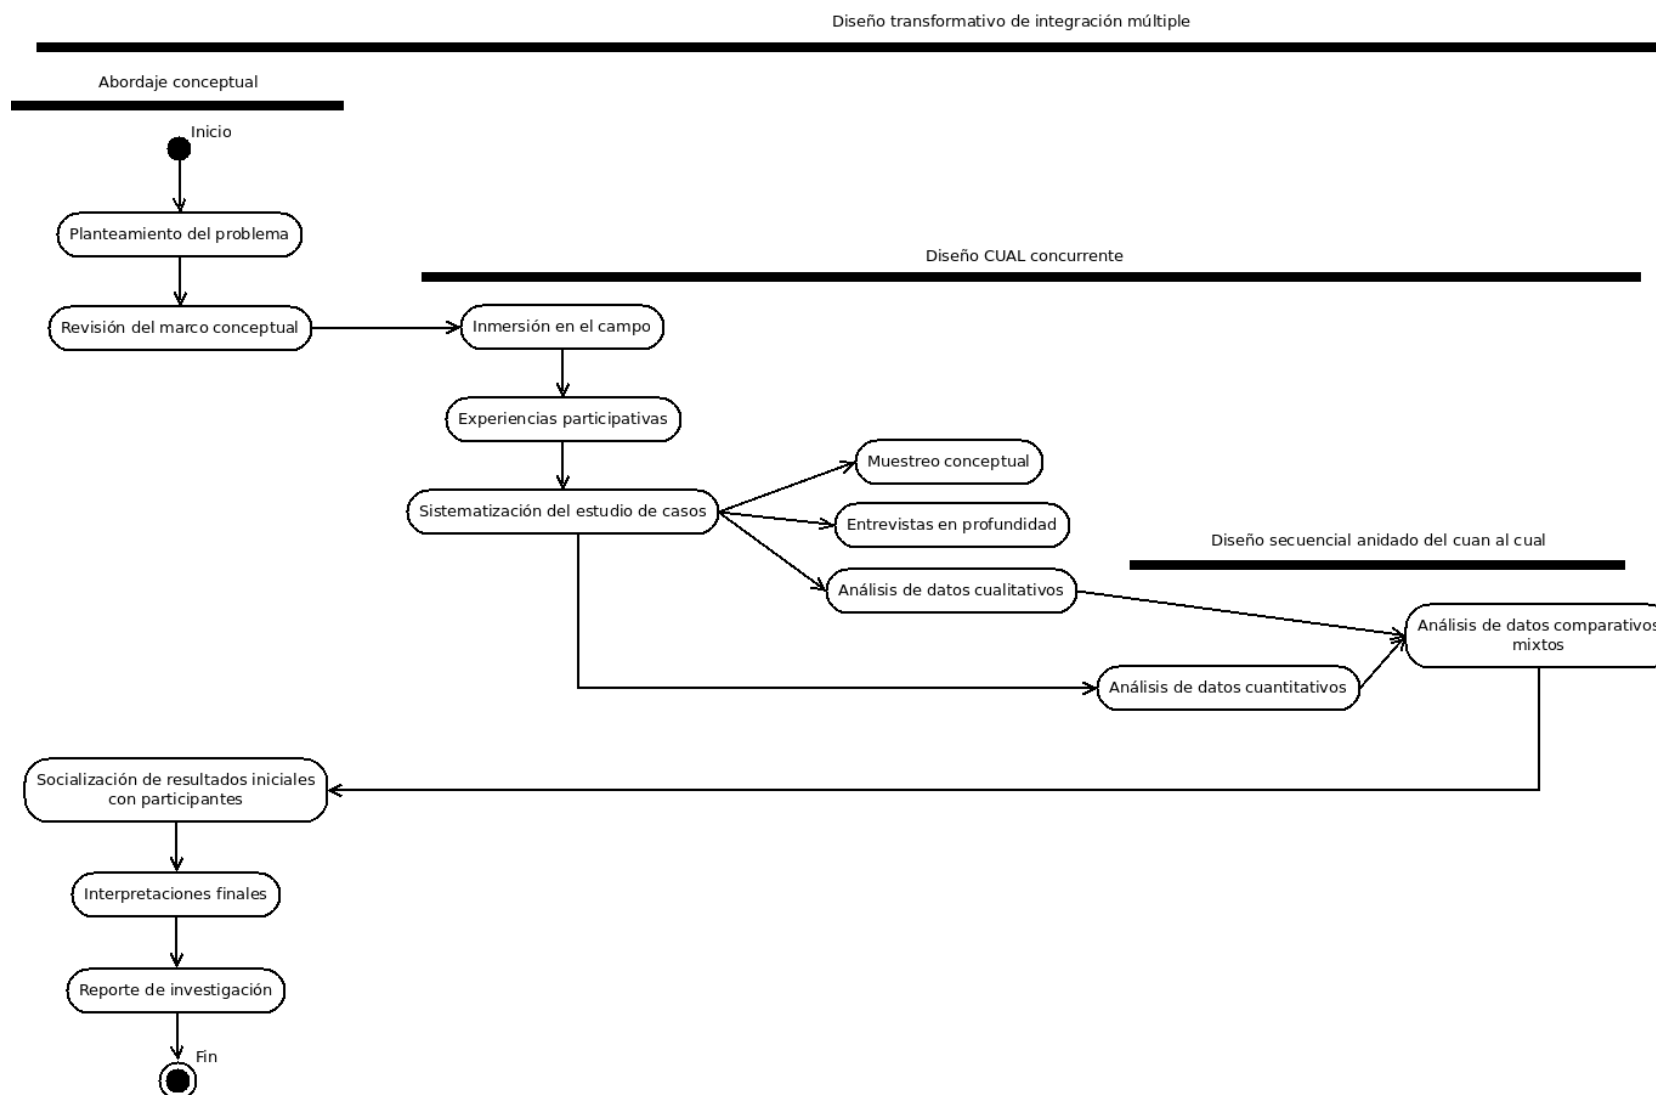 Diseño transformativo de integración múltiple
Abordaje conceptual
Inicio
Planteamiento del problema
Diseño CUAL concurrente
Revisión del marco conceptual
Inmersión en el campo
Experiencias participativas
Muestreo conceptual
Sistematización del estudio de casos
Entrevistas en profundidad
Diseño secuencial anidado del cuan al cual
Análisis de datos cualitativos
Análisis de datos comparativos
mixtos
Análisis de datos cuantitativos
Socialización de resultados iniciales
con participantes
Interpretaciones finales
Reporte de investigación
Fin